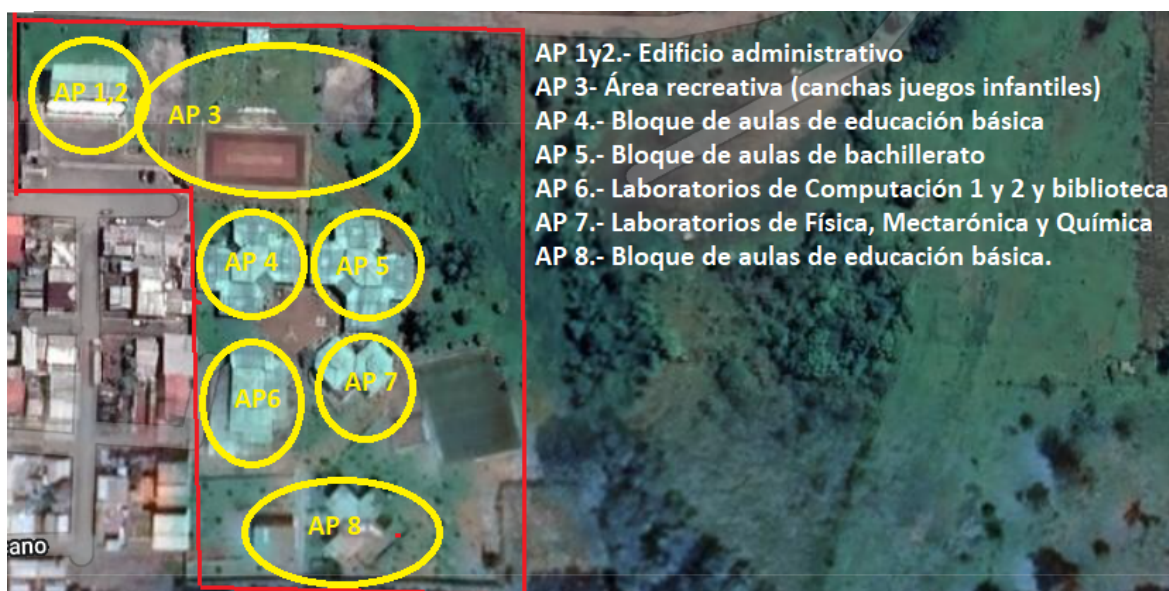 AP 1y2.- Edificio administrativo
AP 3- Área recreativa (canchas juegos infantiles)
AP 4.- Bloque de aulas de educación básica
AP 5.- Bloque de aulas de bachillerato
AP 6.- Laboratorios de Computación 1 y 2 y biblioteca
AP 7.- Laboratorios de Física, Mectarónica y Química
AP 8.- Bloque de aulas de educación básica.
AP 1,2
AP 3
AP 4
AP 5
AP6
AP 7
AP 8
ano